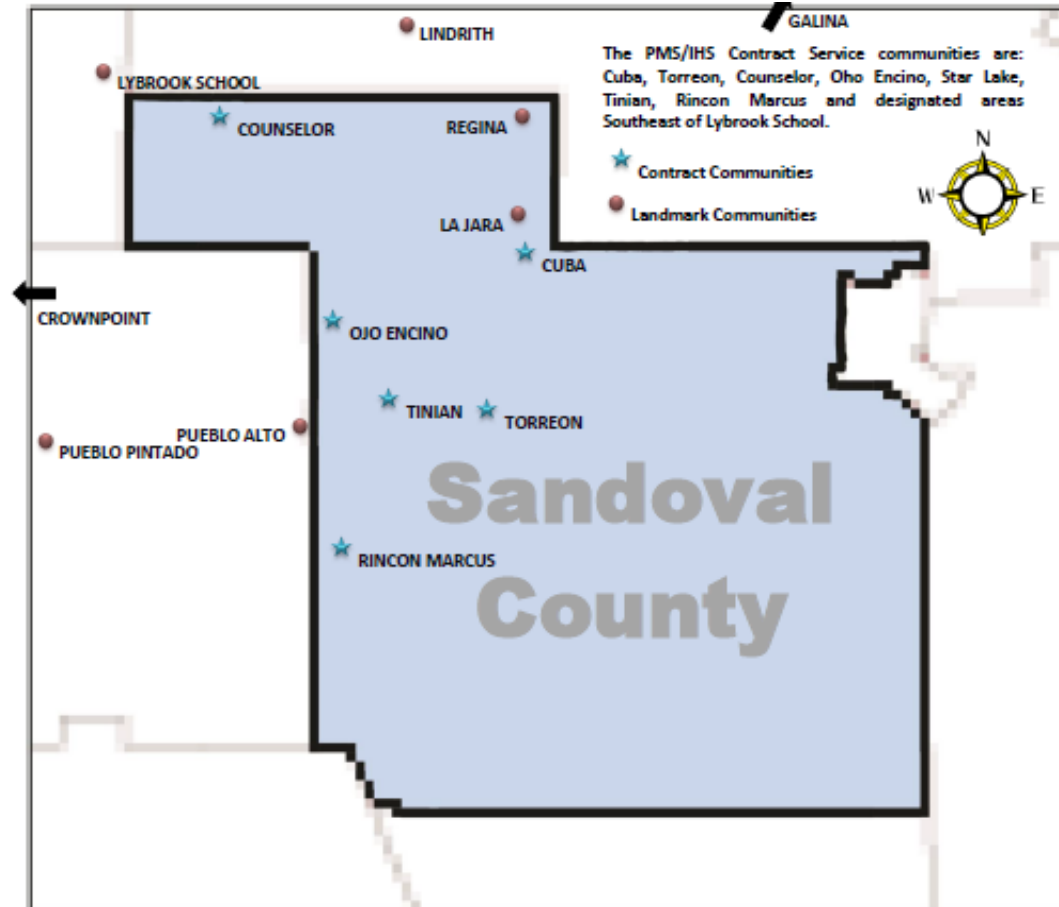 GALINA
LINDRITH
The PMS/IHS Contract Service communities are:
Cuba, Torreon, Counselor, Oho Encino, Star Lake,
Tinian, Rincon Marcus and designated areas
Southeast of Lybrook School.
LYBROOK SCHOOL
COUNSELOR
REGINA
N
W
E
S
Contract Communities
Landmark Communities
LA JARA
CUBA
CROWNPOINT
OJO ENCINO
TINIAN
TORREON
PUEBLO ALTO
PUEBLO PINTADO
Sandoval
County
RINCON MARCUS